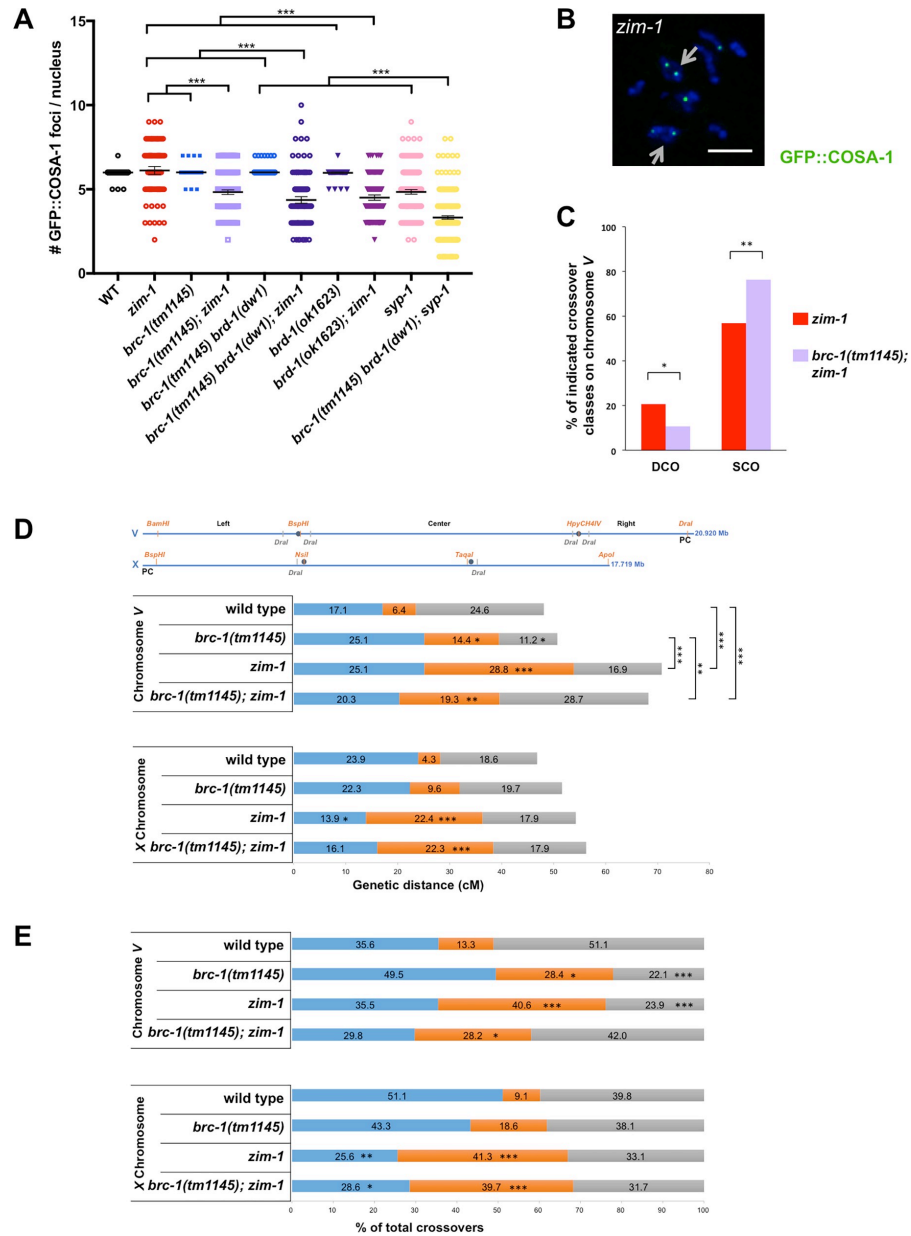 A
***
***
***
***
***
# GFP::COSA-1 foci / nucleus
15
10
5
0
WT
zim-1
brc-1(tm1145)
brc-1(tm1145); zim-1
brc-1(tm1145) brd-1(dw1)
brc-1(tm1145) brd-1(dw1); zim-1
brd-1(ok1623)
brd-1(ok1623); zim-1
syp-1
brc-1(tm1145) brd-1(dw1); syp-1
B
zim-1
GFP::COSA-1
C
% of indicated crossover
classes on chromosome V
100
80
60
40
20
0
*
**
DCO
SCO
zim-1
brc-1(tm1145);
zim-1
D
BamHI Left BspHI Center HpyCH4IV Right DraI
V 20.920 Mb
DraI DraI DraI DraI PC
BspHI NsiI TaqaI ApoI
X 17.719 Mb
PC DraI DraI
Chromosome V
wild type 17.1 6.4 24.6
brc-1(tm1145) 25.1 14.4 * 11.2 *
zim-1 25.1 28.8 *** 16.9
brc-1(tm1145); zim-1 20.3 19.3 ** 28.7
***
**
***
***
X Chromosome
wild type 23.9 4.3 18.6
brc-1(tm1145) 22.3 9.6 19.7
zim-1 13.9 * 22.4 *** 17.9
brc-1(tm1145); zim-1 16.1 22.3 *** 17.9
0 10 20 30 40 50 60 70 80
Genetic distance (cM)
E
Chromosome V
wild type 35.6 13.3 51.1
brc-1(tm1145) 49.5 28.4 * 22.1 ***
zim-1 35.5 40.6 *** 23.9 ***
brc-1(tm1145); zim-1 29.8 28.2 * 42.0
X Chromosome
wild type 51.1 9.1 39.8
brc-1(tm1145) 43.3 18.6 38.1
zim-1 25.6 ** 41.3 *** 33.1
brc-1(tm1145); zim-1 28.6 * 39.7 *** 31.7
0 10 20 30 40 50 60 70 80 90 100
% of total crossovers